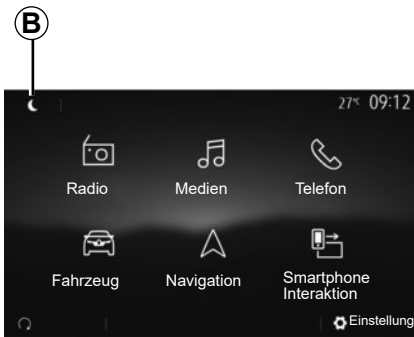 B
27°C 09:12
Radio Medien Telefon
Fahrzeug Navigation Smartphone
Interaktion
Einstellung